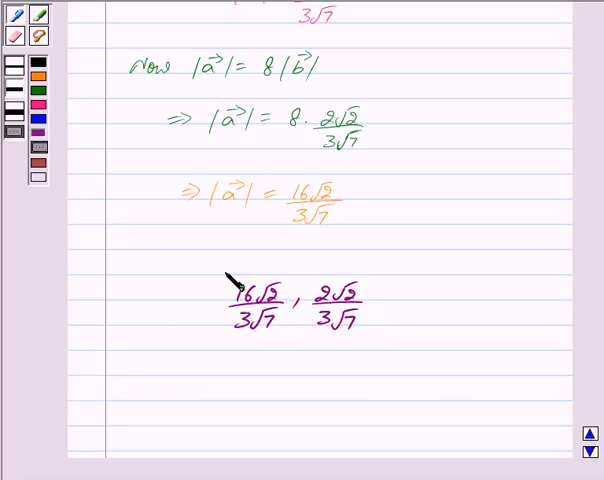 3√7
Now |a⃗| = 8|b⃗|
⇒ |a⃗| = 8 · 2√2/3√7
⇒ |a⃗| = 16√2/3√7
16√2/3√7 , 2√2/3√7